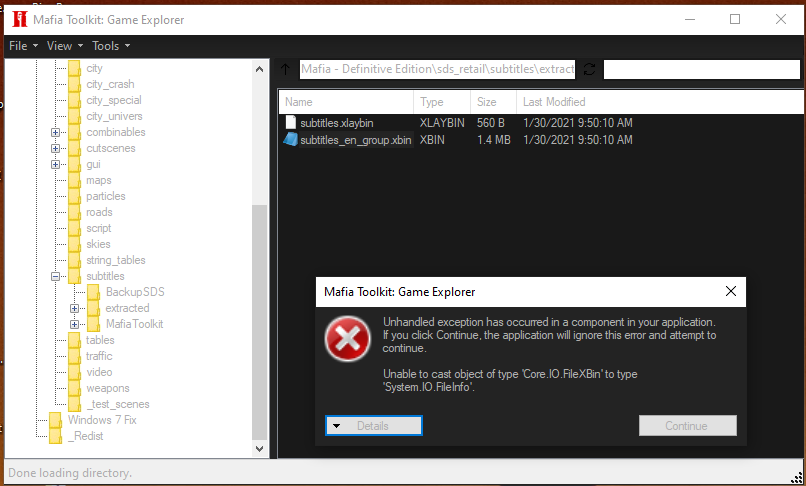 Mafia Toolkit: Game Explorer
File View Tools
city
city_crash
city_special
city_univers
combinables
cutscenes
gui
maps
particles
roads
script
skies
string_tables
subtitles
BackupSDS
extracted
MafiaToolkit
tables
traffic
video
weapons
_test_scenes
Windows 7 Fix
_Redist
Mafia - Definitive Edition\sds_retail\subtitles\extract
Name Type Size Last Modified
subtitles.xlaybin XLAYBIN 560 B 1/30/2021 9:50:10 AM
subtitles_en_group.xbin XBIN 1.4 MB 1/30/2021 9:50:10 AM
Mafia Toolkit: Game Explorer
Unhandled exception has occurred in a component in your application.
If you click Continue, the application will ignore this error and attempt to
continue.
Unable to cast object of type 'Core.IO.FileXBin' to type
'System.IO.FileInfo'.
Details
Continue
Done loading directory.